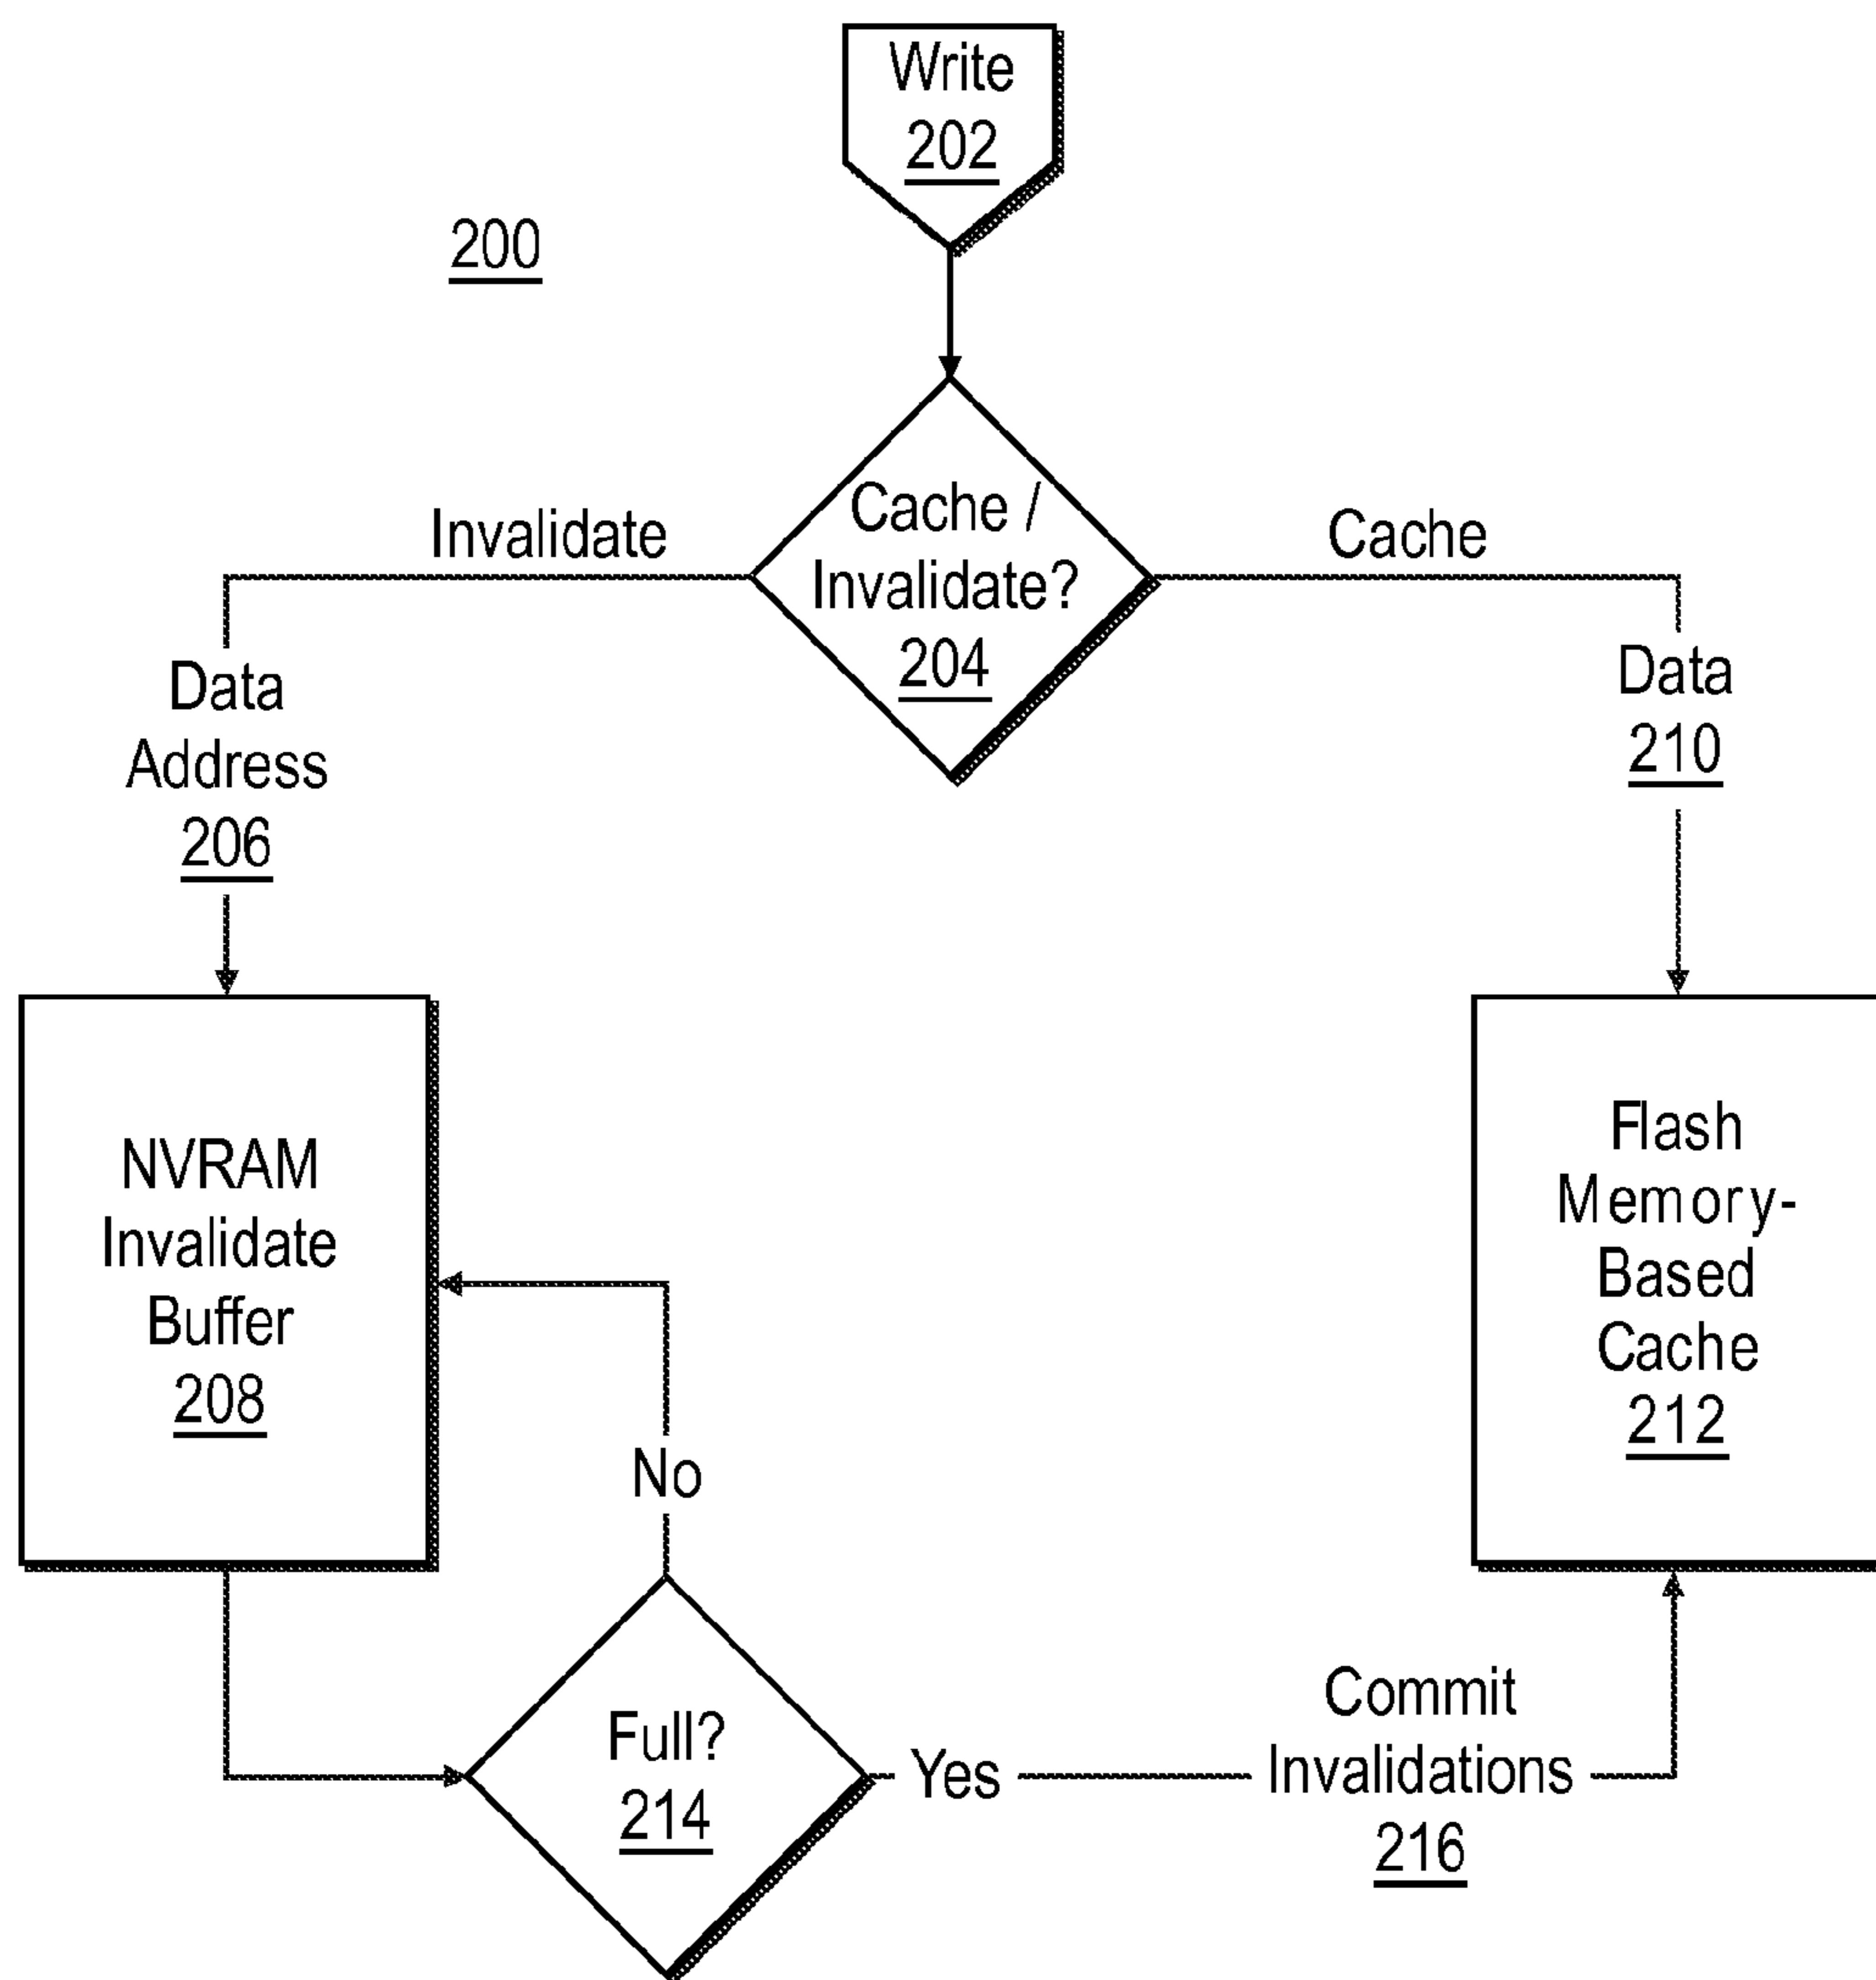 Write
202
200
Cache /
Invalidate?
204
Invalidate
Cache
Data
Address
206
Data
210
NVRAM
Invalidate
Buffer
208
Flash
Memory-
Based
Cache
212
No
Full?
214
Yes
Commit
Invalidations
216